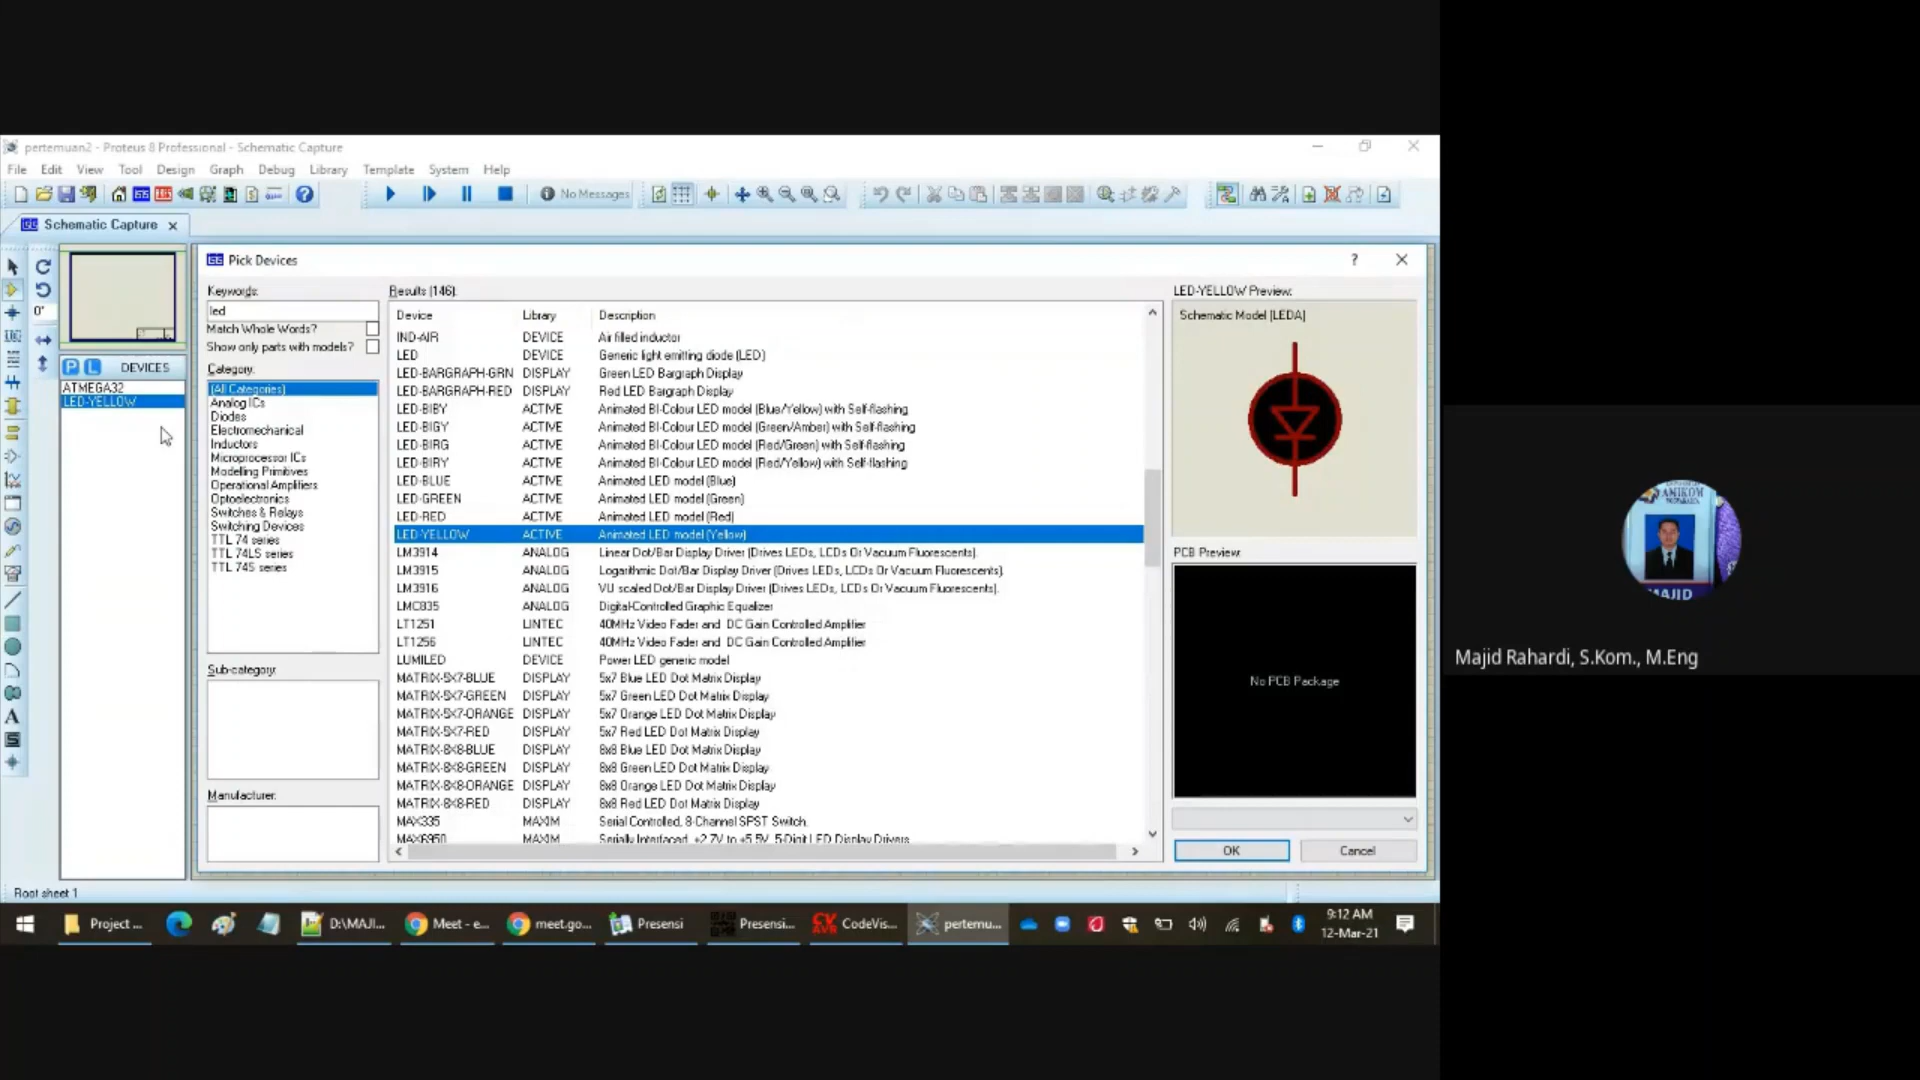 pertemuan2 - Proteus 8 Professional - Schematic Capture
File Edit View Tool Design Graph Debug Library Template System Help
No Messages
Schematic Capture
Pick Devices
Keywords:
led
Match Whole Words?
Show only parts with models?
Category:
(All Categories)
Analog ICs
Diodes
Electromechanical
Inductors
Microprocessor ICs
Modelling Primitives
Operational Amplifiers
Optoelectronics
Switches & Relays
Switching Devices
TTL 74 series
TTL 74LS series
TTL 74S series
Sub-category:
Manufacturer:
0°
P L DEVICES
ATMEGA32
LED-YELLOW
Results (146):
Device Library Description
IND-AIR DEVICE Air filled inductor
LED DEVICE Generic light emitting diode (LED)
LED-BARGRAPH-GRN DISPLAY Green LED Bargraph Display
LED-BARGRAPH-RED DISPLAY Red LED Bargraph Display
LED-BIBY ACTIVE Animated BI-Colour LED model (Blue/Yellow) with Self-flashing
LED-BIGY ACTIVE Animated BI-Colour LED model (Green/Amber) with Self-flashing
LED-BIRG ACTIVE Animated BI-Colour LED model (Red/Green) with Self-flashing
LED-BIRY ACTIVE Animated BI-Colour LED model (Red/Yellow) with Self-flashing
LED-BLUE ACTIVE Animated LED model (Blue)
LED-GREEN ACTIVE Animated LED model (Green)
LED-RED ACTIVE Animated LED model (Red)
LED-YELLOW ACTIVE Animated LED model (Yellow)
LM3914 ANALOG Linear Dot/Bar Display Driver (Drives LEDs, LCDs Or Vacuum Fluorescents).
LM3915 ANALOG Logarithmic Dot/Bar Display Driver (Drives LEDs, LCDs Or Vacuum Fluorescents).
LM3916 ANALOG VU scaled Dot/Bar Display Driver (Drives LEDs, LCDs Or Vacuum Fluorescents).
LMC835 ANALOG Digital-Controlled Graphic Equalizer
LT1251 LINTEC 40MHz Video Fader and DC Gain Controlled Amplifier
LT1256 LINTEC 40MHz Video Fader and DC Gain Controlled Amplifier
LUMILED DEVICE Power LED generic model
MATRIX-5X7-BLUE DISPLAY 5x7 Blue LED Dot Matrix Display
MATRIX-5X7-GREEN DISPLAY 5x7 Green LED Dot Matrix Display
MATRIX-5X7-ORANGE DISPLAY 5x7 Orange LED Dot Matrix Display
MATRIX-5X7-RED DISPLAY 5x7 Red LED Dot Matrix Display
MATRIX-8X8-BLUE DISPLAY 8x8 Blue LED Dot Matrix Display
MATRIX-8X8-GREEN DISPLAY 8x8 Green LED Dot Matrix Display
MATRIX-8X8-ORANGE DISPLAY 8x8 Orange LED Dot Matrix Display
MATRIX-8X8-RED DISPLAY 8x8 Red LED Dot Matrix Display
MAX335 MAXIM Serial Controlled, 8-Channel SPST Switch.
MAX6950 MAXIM Serially Interfaced, +2.7V to +5.5V, 5-Digit LED Display Drivers
LED-YELLOW Preview:
Schematic Model [LEDA]
PCB Preview:
No PCB Package
OK Cancel
Root sheet 1
Project ... D:\MAJI... Meet - e... meet.go... Presensi Presensi... CodeVis... pertemu...
9:12 AM
12-Mar-21
AMIKOM
MAJID
Majid Rahardi, S.Kom., M.Eng